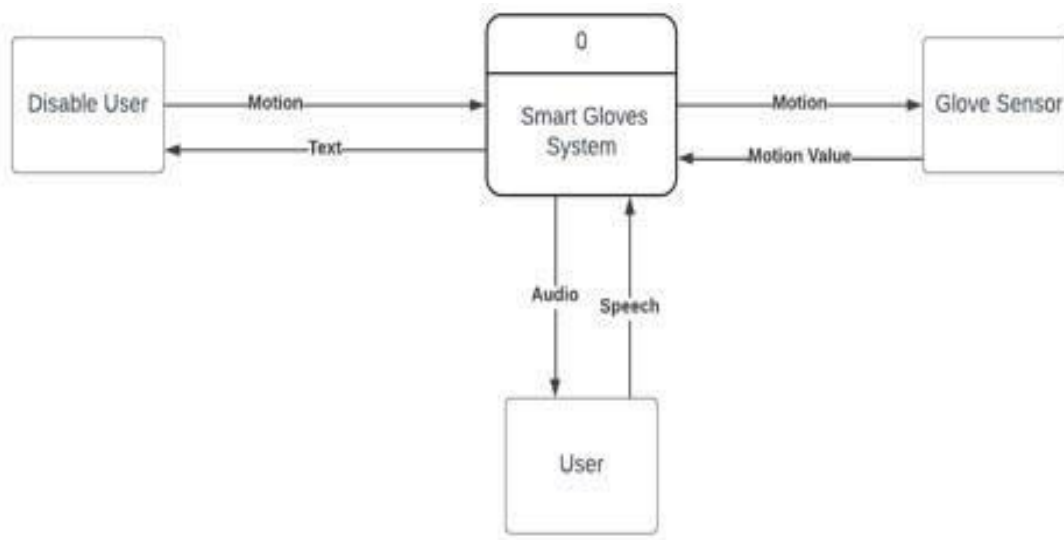 0
Disable User
Motion
Smart Gloves
System
Motion
Glove Sensor
Text
Motion Value
Audio
Speech
User